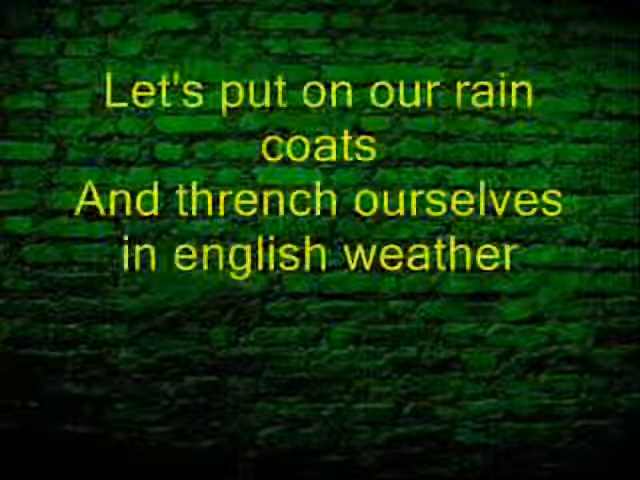 Let's put on our rain
coats
And thrench ourselves
in english weather